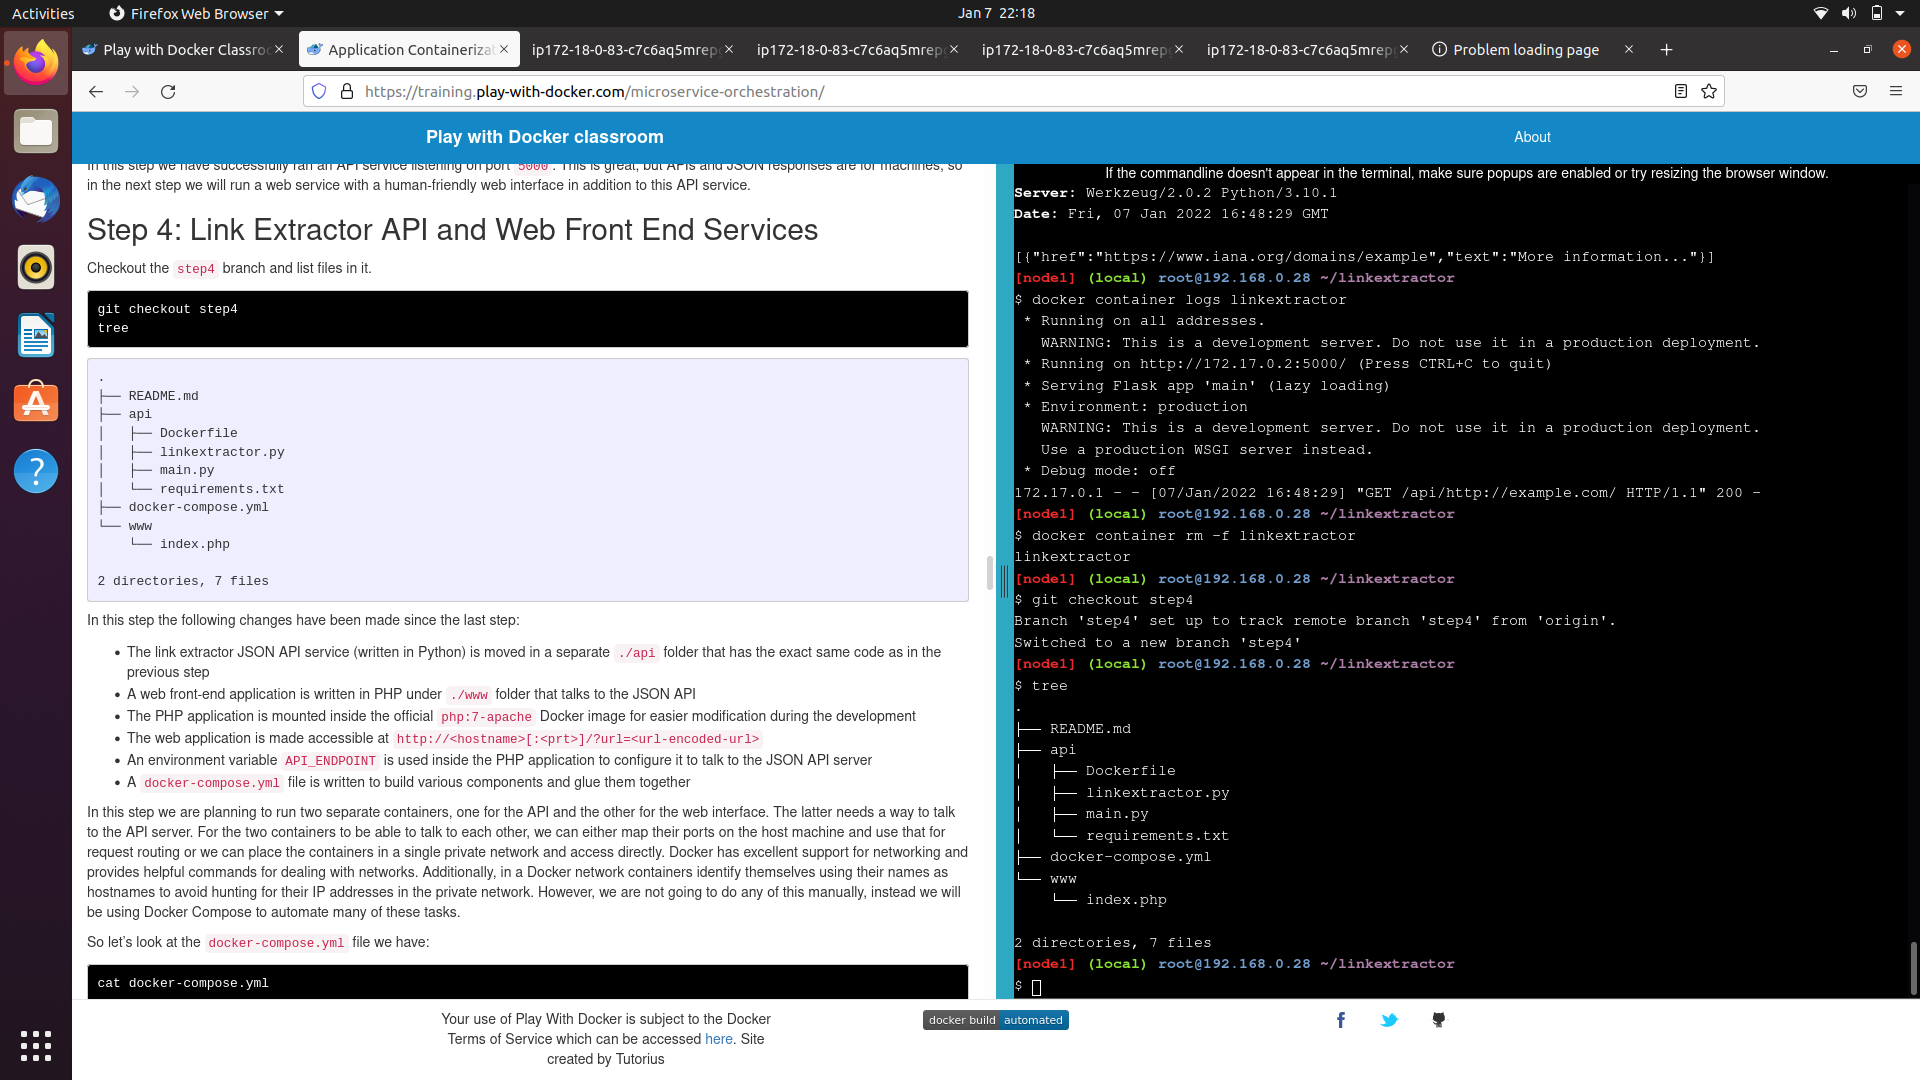 Activities
Firefox Web Browser
Jan 7 22:18
Play with Docker Classro
Application Containerizat
ip172-18-0-83-c7c6aq5mrep
ip172-18-0-83-c7c6aq5mrep
ip172-18-0-83-c7c6aq5mrep
ip172-18-0-83-c7c6aq5mrep
Problem loading page
https://training.play-with-docker.com/microservice-orchestration/
Play with Docker classroom
About
In this step we have successfully ran an API service listening on port 5000. This is great, but APIs and JSON responses are for machines, so
in the next step we will run a web service with a human-friendly web interface in addition to this API service.
Step 4: Link Extractor API and Web Front End Services
Checkout the step4 branch and list files in it.
git checkout step4
tree
.
├── README.md
├── api
│   ├── Dockerfile
│   ├── linkextractor.py
│   ├── main.py
│   └── requirements.txt
├── docker-compose.yml
└── www
    └── index.php
2 directories, 7 files
In this step the following changes have been made since the last step:
• The link extractor JSON API service (written in Python) is moved in a separate ./api folder that has the exact same code as in the
previous step
• A web front-end application is written in PHP under ./www folder that talks to the JSON API
• The PHP application is mounted inside the official php:7-apache Docker image for easier modification during the development
• The web application is made accessible at http://<hostname>[:<prt>]/?url=<url-encoded-url>
• An environment variable API_ENDPOINT is used inside the PHP application to configure it to talk to the JSON API server
• A docker-compose.yml file is written to build various components and glue them together
In this step we are planning to run two separate containers, one for the API and the other for the web interface. The latter needs a way to talk
to the API server. For the two containers to be able to talk to each other, we can either map their ports on the host machine and use that for
request routing or we can place the containers in a single private network and access directly. Docker has excellent support for networking and
provides helpful commands for dealing with networks. Additionally, in a Docker network containers identify themselves using their names as
hostnames to avoid hunting for their IP addresses in the private network. However, we are not going to do any of this manually, instead we will
be using Docker Compose to automate many of these tasks.
So let's look at the docker-compose.yml file we have:
cat docker-compose.yml
If the commandline doesn't appear in the terminal, make sure popups are enabled or try resizing the browser window.
Server: Werkzeug/2.0.2 Python/3.10.1
Date: Fri, 07 Jan 2022 16:48:29 GMT
[{"href":"https://www.iana.org/domains/example","text":"More information..."}]
[node1] (local) root@192.168.0.28 ~/linkextractor
$ docker container logs linkextractor
 * Running on all addresses.
   WARNING: This is a development server. Do not use it in a production deployment.
 * Running on http://172.17.0.2:5000/ (Press CTRL+C to quit)
 * Serving Flask app 'main' (lazy loading)
 * Environment: production
   WARNING: This is a development server. Do not use it in a production deployment.
   Use a production WSGI server instead.
 * Debug mode: off
172.17.0.1 - - [07/Jan/2022 16:48:29] "GET /api/http://example.com/ HTTP/1.1" 200 -
[node1] (local) root@192.168.0.28 ~/linkextractor
$ docker container rm -f linkextractor
linkextractor
[node1] (local) root@192.168.0.28 ~/linkextractor
$ git checkout step4
Branch 'step4' set up to track remote branch 'step4' from 'origin'.
Switched to a new branch 'step4'
[node1] (local) root@192.168.0.28 ~/linkextractor
$ tree
.
├── README.md
├── api
│   ├── Dockerfile
│   ├── linkextractor.py
│   ├── main.py
│   └── requirements.txt
├── docker-compose.yml
└── www
    └── index.php
2 directories, 7 files
[node1] (local) root@192.168.0.28 ~/linkextractor
$
Your use of Play With Docker is subject to the Docker
Terms of Service which can be accessed here. Site
created by Tutorius
docker build automated